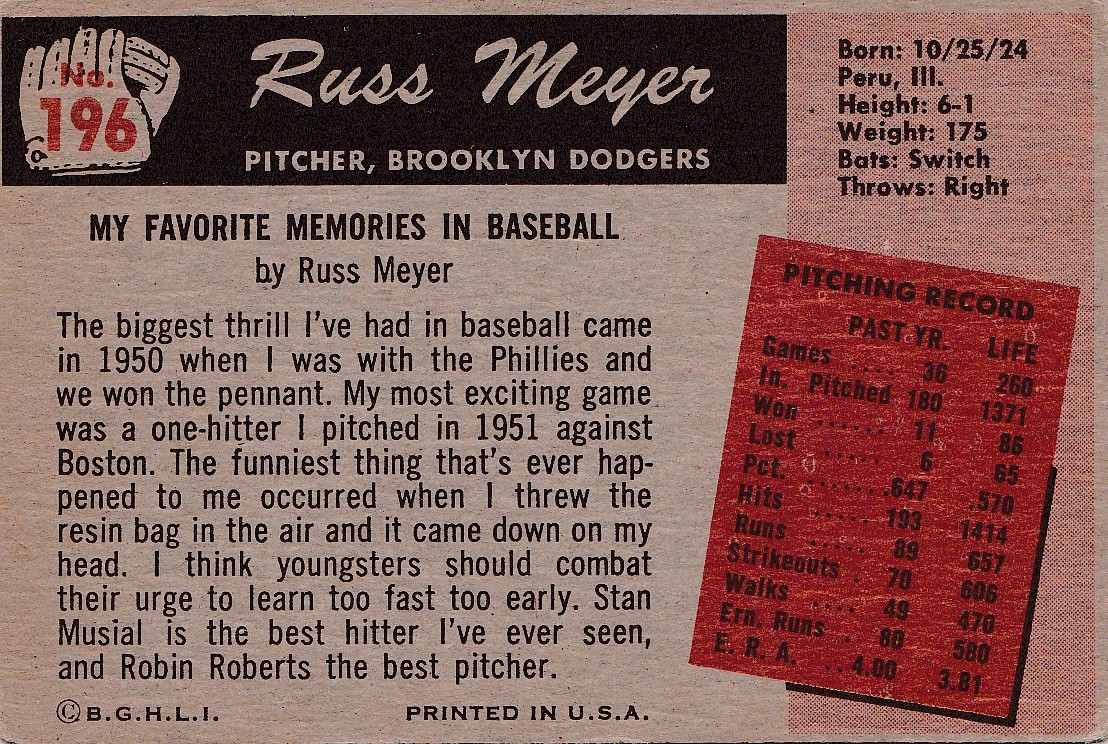 No.
196
Russ Meyer
PITCHER, BROOKLYN DODGERS
Born: 10/25/24
Peru, Ill.
Height: 6-1
Weight: 175
Bats: Switch
Throws: Right
MY FAVORITE MEMORIES IN BASEBALL
by Russ Meyer
The biggest thrill I've had in baseball came
in 1950 when I was with the Phillies and
we won the pennant. My most exciting game
was a one-hitter I pitched in 1951 against
Boston. The funniest thing that's ever hap-
pened to me occurred when I threw the
resin bag in the air and it came down on my
head. I think youngsters should combat
their urge to learn too fast too early. Stan
Musial is the best hitter I've ever seen,
and Robin Roberts the best pitcher.
©B.G.H.L.I. PRINTED IN U.S.A.
PITCHING RECORD
PAST YR. LIFE
Games .... 36 260
In. Pitched 180 1371
Won ...... 11 86
Lost ..... 6 65
Pct. .......647 .570
Hits ..... 193 1414
Runs ..... 89 657
Strikeouts . 70 606
Walks .... 49 470
Ern. Runs . 80 580
E. R. A. .. 4.00 3.81